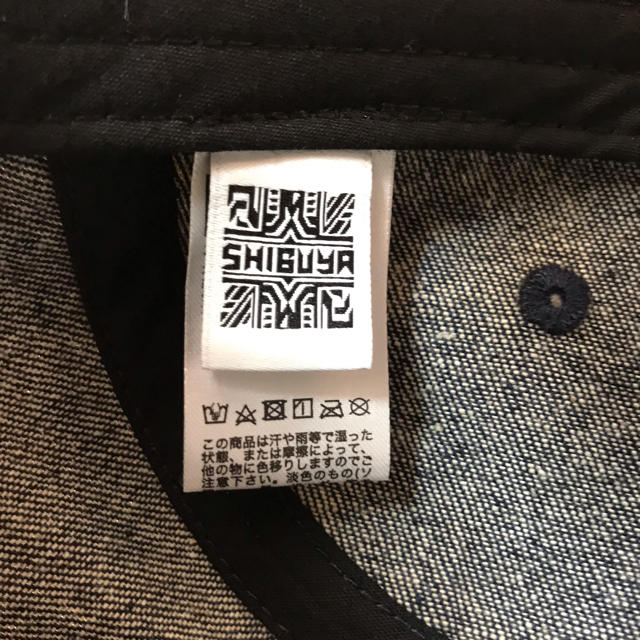 SHIBUYA
この商品は汗や雨等で湿った
状態、または摩擦によって、
他の物に色移りしますのでご
注意下さい。淡色のもの(ソ